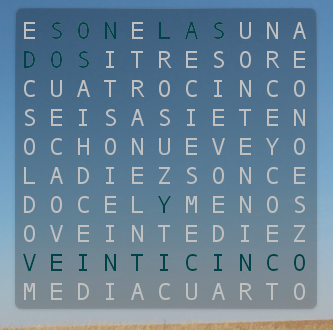 E S O N E L A S U N A
D O S I T R E S O R E
C U A T R O C I N C O
S E I S A S I E T E N
O C H O N U E V E Y O
L A D I E Z S O N C E
D O C E L Y M E N O S
O V E I N T E D I E Z
V E I N T I C I N C O
M E D I A C U A R T O